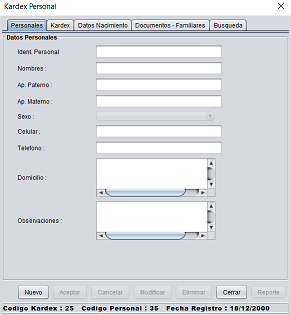 Kardex Personal
Personales Kardex Datos Nacimiento Documentos - Familiares Busqueda
Datos Personales
Ident. Personal
Nombres :
Ap. Paterno :
Ap. Materno :
Sexo :
Celular :
Telefono :
Domicilio :
Observaciones :
Nuevo Aceptar Cancelar Modificar Eliminar Cerrar Reporte
Codigo Kardex : 25 Codigo Personal : 35 Fecha Registro : 18/12/2000